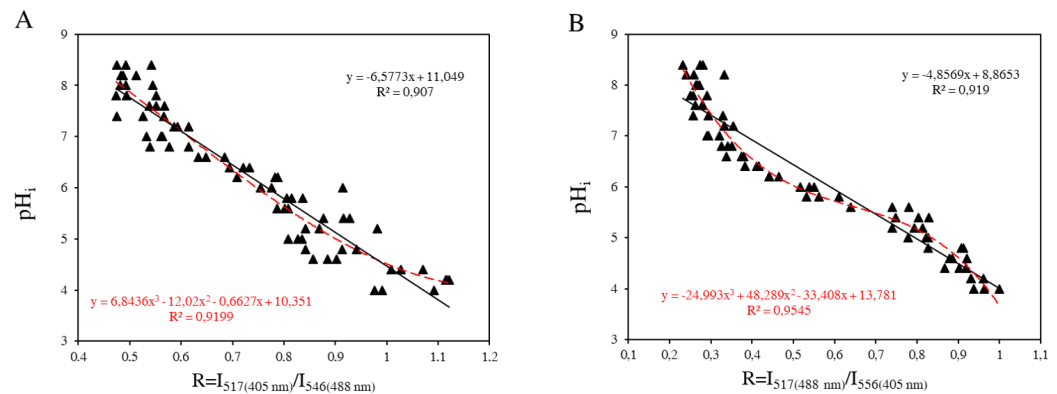 A
9
8
7
6
5
4
3
pHᵢ
y = -6,5773x + 11,049
R² = 0,907
y = 6,8436x³ - 12,02x² - 0,6627x + 10,351
R² = 0,9199
0.4 0.5 0.6 0.7 0.8 0.9 1 1.1 1.2
R=I₅₁₇₍₄₀₅ ₙₘ₎/I₅₄₆₍₄₈₈ ₙₘ₎
B
9
8
7
6
5
4
3
pHᵢ
y = -4,8569x + 8,8653
R² = 0,919
y = -24,993x³ + 48,289x² - 33,408x + 13,781
R² = 0,9545
0,1 0,2 0,3 0,4 0,5 0,6 0,7 0,8 0,9 1 1,1
R=I₅₁₇₍₄₈₈ ₙₘ₎/I₅₅₆₍₄₀₅ ₙₘ₎